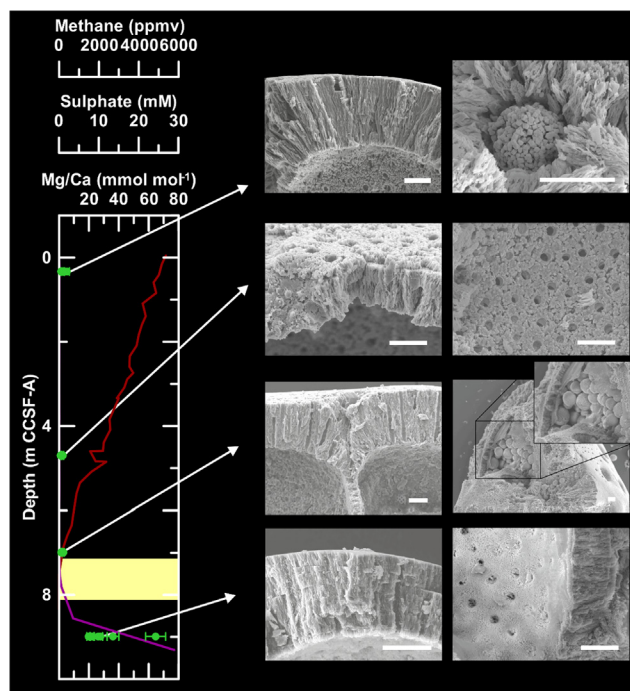 Methane (ppmv)
0 2000 4000 6000
Sulphate (mM)
0 10 20 30
Mg/Ca (mmol mol-1)
20 40 60 80
0
4
8
Depth (m CCSF-A)